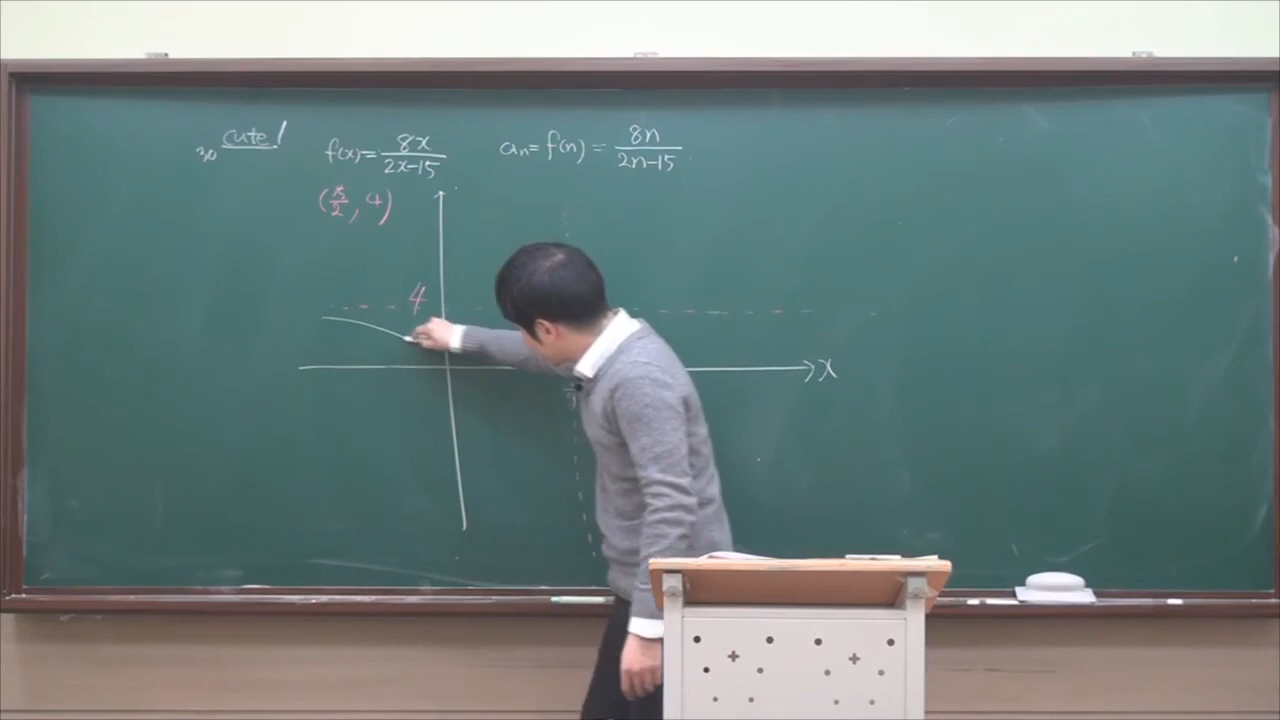 cute!
30 f(x)=8x/2x-15 aₙ=f(n)=8n/2n-15
(15/2, 4)
4
x